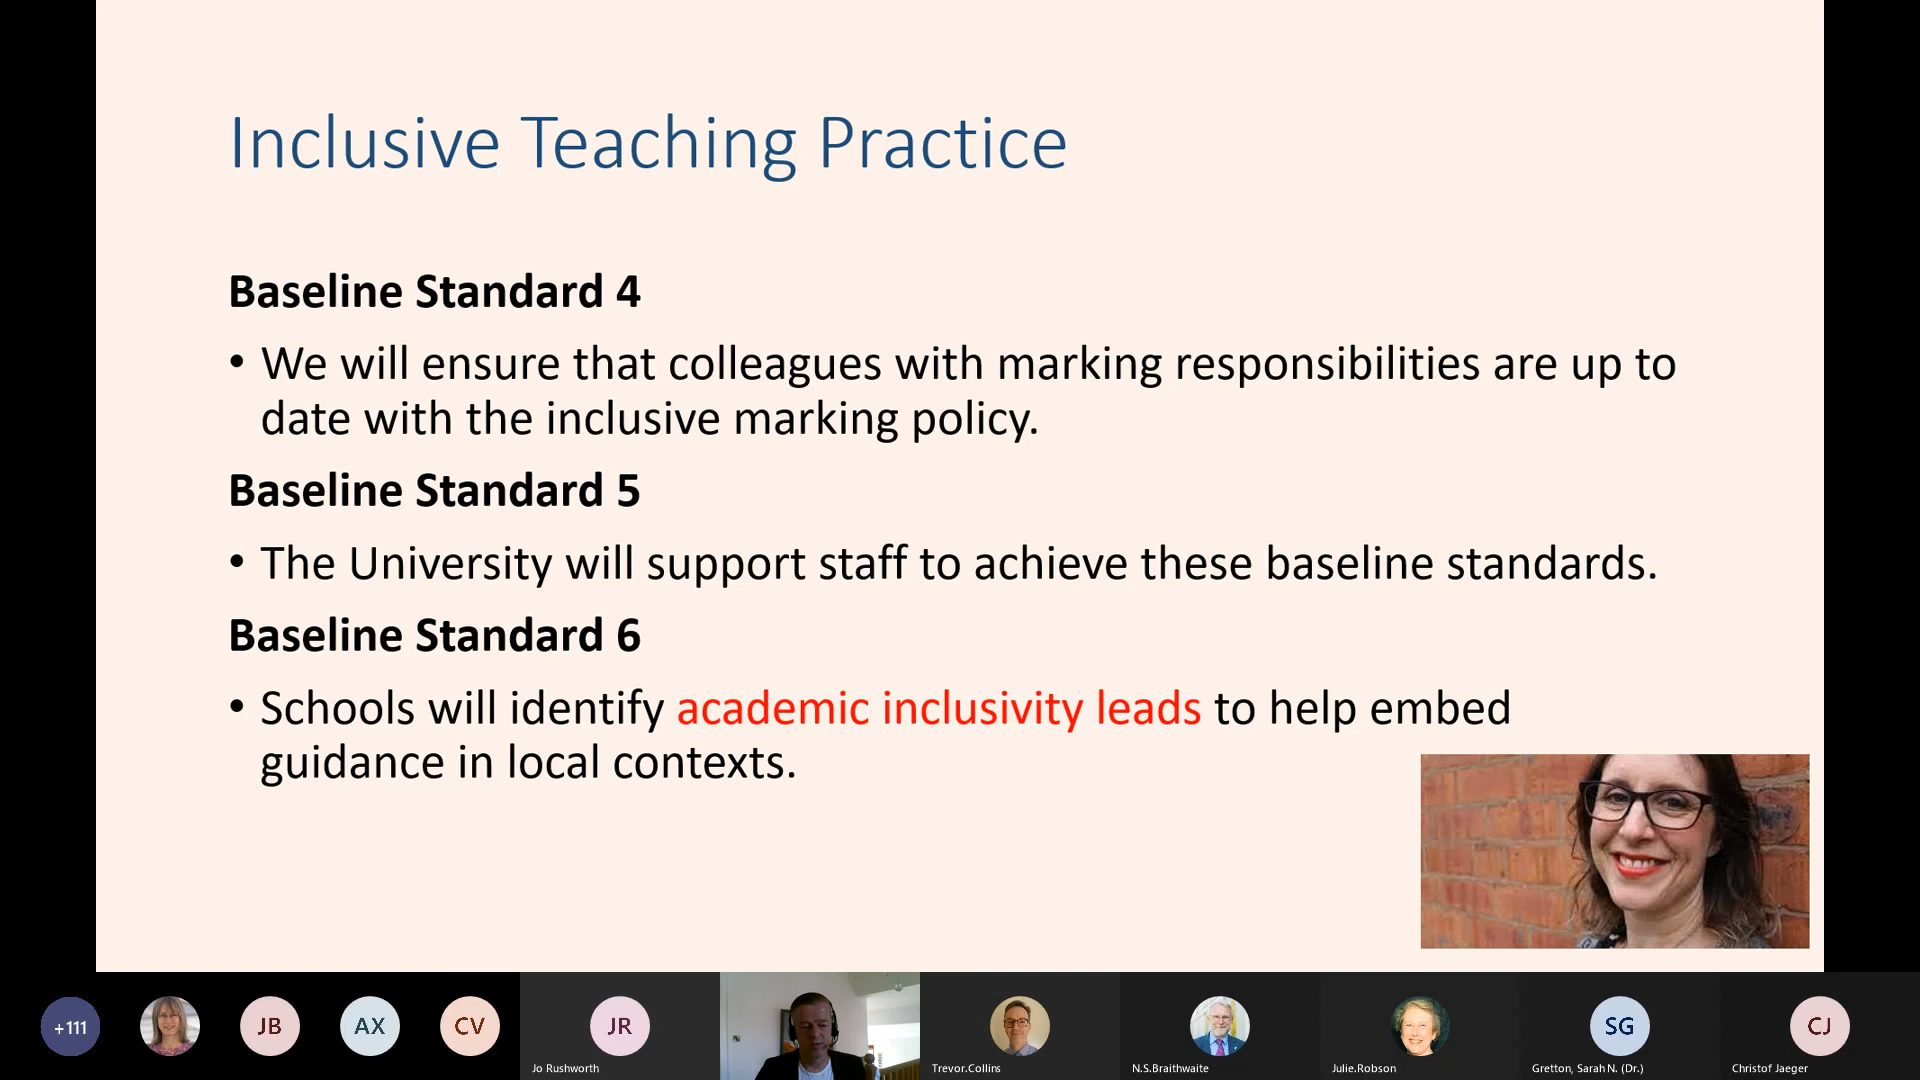 Inclusive Teaching Practice
Baseline Standard 4
• We will ensure that colleagues with marking responsibilities are up to
date with the inclusive marking policy.
Baseline Standard 5
• The University will support staff to achieve these baseline standards.
Baseline Standard 6
• Schools will identify academic inclusivity leads to help embed
guidance in local contexts.
+111
JB
AX
CV
JR
SG
CJ
Jo Rushworth
Trevor.Collins
N.S.Braithwaite
Julie.Robson
Gretton, Sarah N. (Dr.)
Christof Jaeger